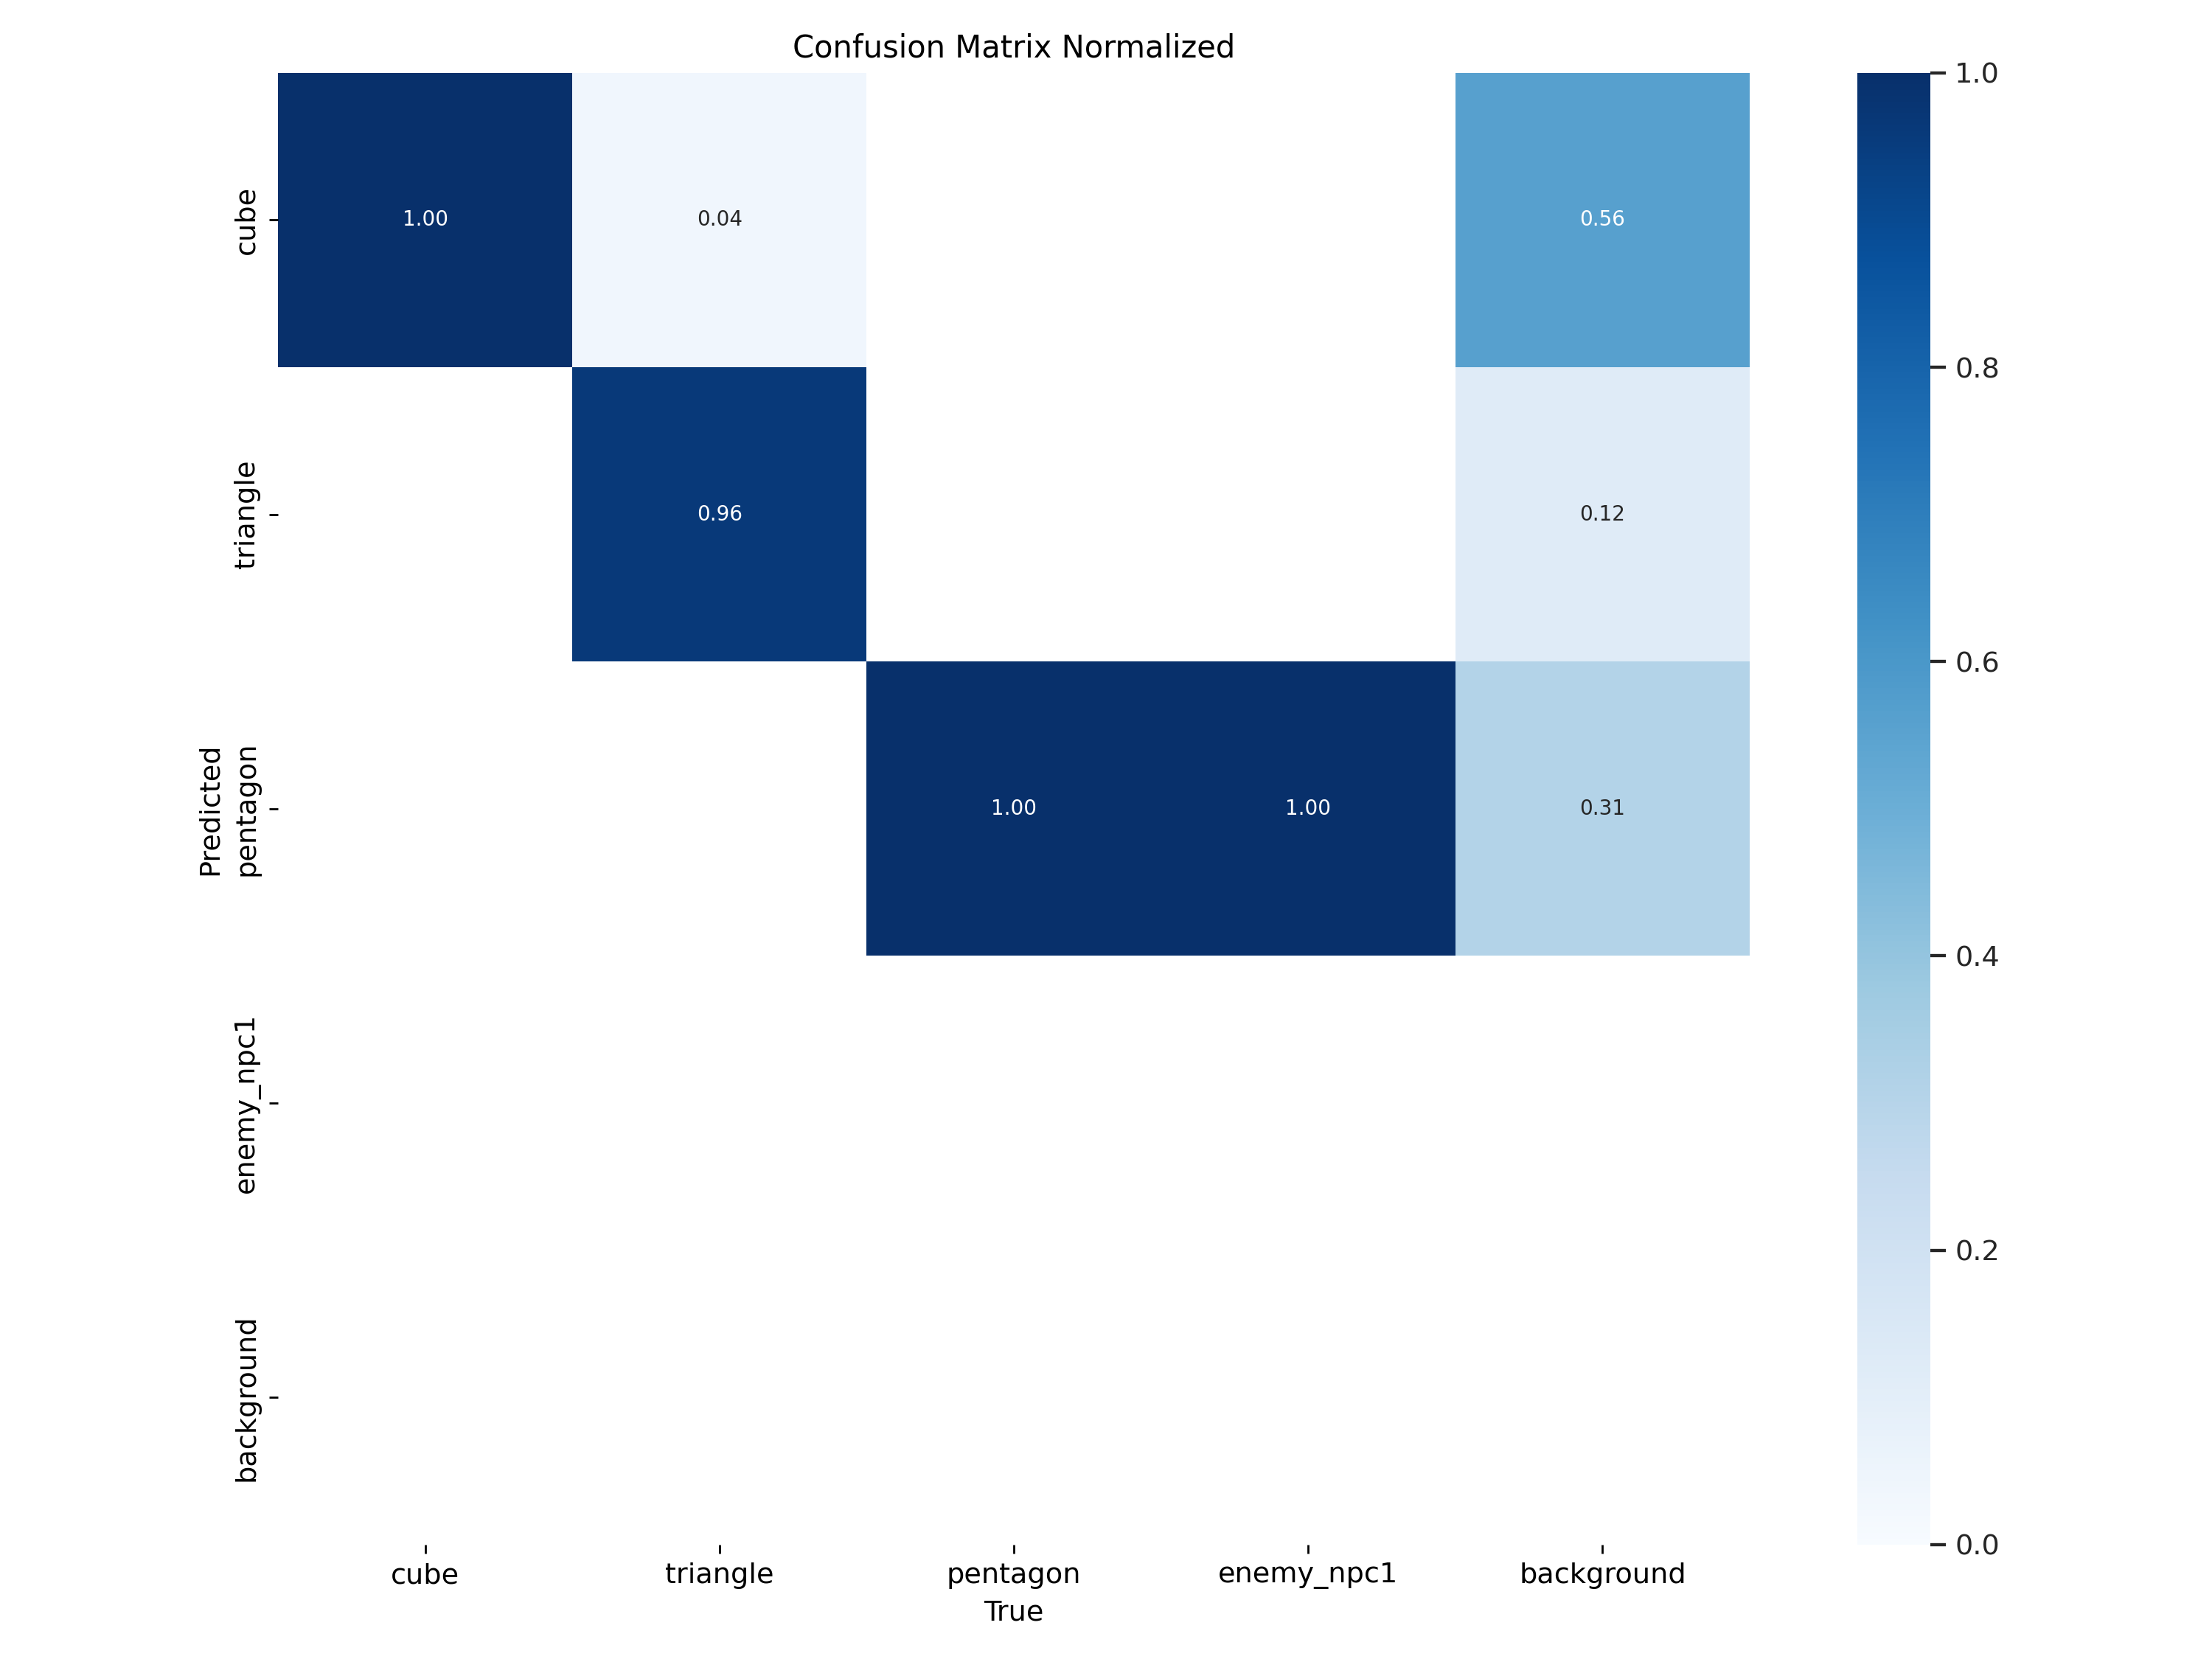 Confusion Matrix Normalized
cube
1.00
0.04
0.56
1.0
0.8
triangle
0.96
0.12
0.6
Predicted
pentagon
1.00
1.00
0.31
0.4
enemy_npc1
0.2
background
0.0
cube
triangle
pentagon
enemy_npc1
background
True